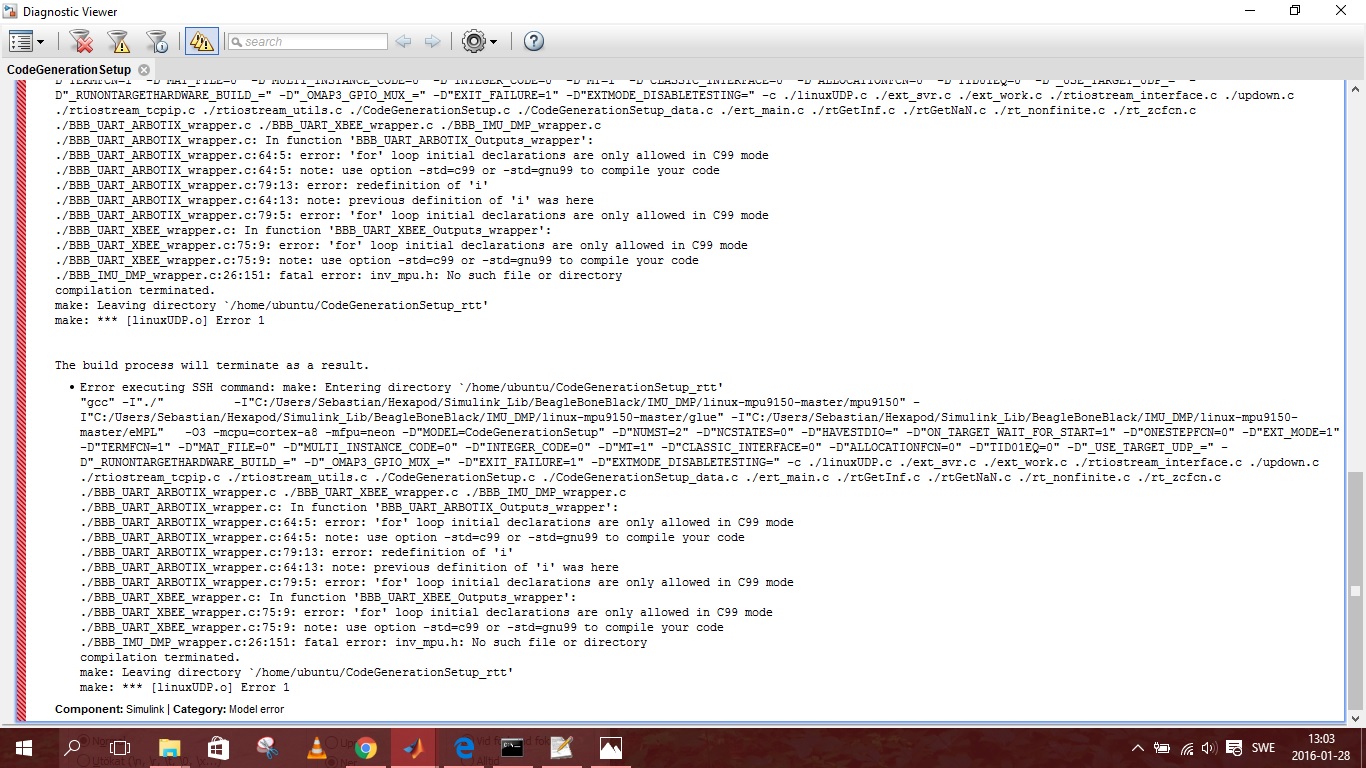 Diagnostic Viewer
search
CodeGenerationSetup
D"TERMFCN=1" -D"MAT_FILE=0" -D"MULTI_INSTANCE_CODE=0" -D"INTEGER_CODE=0" -D"MT=1" -D"CLASSIC_INTERFACE=0" -D"ALLOCATIONFCN=0" -D"TID01EQ=0" -D"_USE_TARGET_UDP_=" -
D"_RUNONTARGETHARDWARE_BUILD_=" -D"_OMAP3_GPIO_MUX_=" -D"EXIT_FAILURE=1" -D"EXTMODE_DISABLETESTING=" -c ./linuxUDP.c ./ext_svr.c ./ext_work.c ./rtiostream_interface.c ./updown.c
./rtiostream_tcpip.c ./rtiostream_utils.c ./CodeGenerationSetup.c ./CodeGenerationSetup_data.c ./ert_main.c ./rtGetInf.c ./rtGetNaN.c ./rt_nonfinite.c ./rt_zcfcn.c
./BBB_UART_ARBOTIX_wrapper.c ./BBB_UART_XBEE_wrapper.c ./BBB_IMU_DMP_wrapper.c
./BBB_UART_ARBOTIX_wrapper.c: In function 'BBB_UART_ARBOTIX_Outputs_wrapper':
./BBB_UART_ARBOTIX_wrapper.c:64:5: error: 'for' loop initial declarations are only allowed in C99 mode
./BBB_UART_ARBOTIX_wrapper.c:64:5: note: use option -std=c99 or -std=gnu99 to compile your code
./BBB_UART_ARBOTIX_wrapper.c:79:13: error: redefinition of 'i'
./BBB_UART_ARBOTIX_wrapper.c:64:13: note: previous definition of 'i' was here
./BBB_UART_ARBOTIX_wrapper.c:79:5: error: 'for' loop initial declarations are only allowed in C99 mode
./BBB_UART_XBEE_wrapper.c: In function 'BBB_UART_XBEE_Outputs_wrapper':
./BBB_UART_XBEE_wrapper.c:75:9: error: 'for' loop initial declarations are only allowed in C99 mode
./BBB_UART_XBEE_wrapper.c:75:9: note: use option -std=c99 or -std=gnu99 to compile your code
./BBB_IMU_DMP_wrapper.c:26:151: fatal error: inv_mpu.h: No such file or directory
compilation terminated.
make: Leaving directory `/home/ubuntu/CodeGenerationSetup_rtt'
make: *** [linuxUDP.o] Error 1
The build process will terminate as a result.
• Error executing SSH command: make: Entering directory `/home/ubuntu/CodeGenerationSetup_rtt'
"gcc" -I"./" -I"C:/Users/Sebastian/Hexapod/Simulink_Lib/BeagleBoneBlack/IMU_DMP/linux-mpu9150-master/mpu9150" -
I"C:/Users/Sebastian/Hexapod/Simulink_Lib/BeagleBoneBlack/IMU_DMP/linux-mpu9150-master/glue" -I"C:/Users/Sebastian/Hexapod/Simulink_Lib/BeagleBoneBlack/IMU_DMP/linux-mpu9150-
master/eMPL" -O3 -mcpu=cortex-a8 -mfpu=neon -D"MODEL=CodeGenerationSetup" -D"NUMST=2" -D"NCSTATES=0" -D"HAVESTDIO=" -D"ON_TARGET_WAIT_FOR_START=1" -D"ONESTEPFCN=0" -D"EXT_MODE=1"
-D"TERMFCN=1" -D"MAT_FILE=0" -D"MULTI_INSTANCE_CODE=0" -D"INTEGER_CODE=0" -D"MT=1" -D"CLASSIC_INTERFACE=0" -D"ALLOCATIONFCN=0" -D"TID01EQ=0" -D"_USE_TARGET_UDP_=" -
D"_RUNONTARGETHARDWARE_BUILD_=" -D"_OMAP3_GPIO_MUX_=" -D"EXIT_FAILURE=1" -D"EXTMODE_DISABLETESTING=" -c ./linuxUDP.c ./ext_svr.c ./ext_work.c ./rtiostream_interface.c ./updown.c
./rtiostream_tcpip.c ./rtiostream_utils.c ./CodeGenerationSetup.c ./CodeGenerationSetup_data.c ./ert_main.c ./rtGetInf.c ./rtGetNaN.c ./rt_nonfinite.c ./rt_zcfcn.c
./BBB_UART_ARBOTIX_wrapper.c ./BBB_UART_XBEE_wrapper.c ./BBB_IMU_DMP_wrapper.c
./BBB_UART_ARBOTIX_wrapper.c: In function 'BBB_UART_ARBOTIX_Outputs_wrapper':
./BBB_UART_ARBOTIX_wrapper.c:64:5: error: 'for' loop initial declarations are only allowed in C99 mode
./BBB_UART_ARBOTIX_wrapper.c:64:5: note: use option -std=c99 or -std=gnu99 to compile your code
./BBB_UART_ARBOTIX_wrapper.c:79:13: error: redefinition of 'i'
./BBB_UART_ARBOTIX_wrapper.c:64:13: note: previous definition of 'i' was here
./BBB_UART_ARBOTIX_wrapper.c:79:5: error: 'for' loop initial declarations are only allowed in C99 mode
./BBB_UART_XBEE_wrapper.c: In function 'BBB_UART_XBEE_Outputs_wrapper':
./BBB_UART_XBEE_wrapper.c:75:9: error: 'for' loop initial declarations are only allowed in C99 mode
./BBB_UART_XBEE_wrapper.c:75:9: note: use option -std=c99 or -std=gnu99 to compile your code
./BBB_IMU_DMP_wrapper.c:26:151: fatal error: inv_mpu.h: No such file or directory
compilation terminated.
make: Leaving directory `/home/ubuntu/CodeGenerationSetup_rtt'
make: *** [linuxUDP.o] Error 1
Component: Simulink | Category: Model error
SWE
13:03
2016-01-28